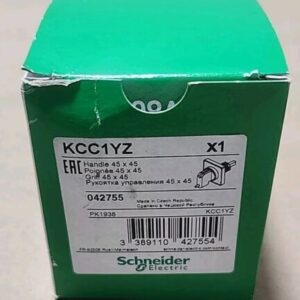 KCC1YZ X1
EAC Handle 45 x 45
Poignée 45 x 45
Griff 45 x 45
Рукоятка управления 45 x 45
042755 Made in Czech Republic
Сделано в Чешской Республике
PK1938 KCC1YZ
3 389110 427554
Schneider
Electric